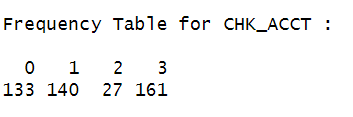 Frequency Table for CHK_ACCT :
0 1 2 3
133 140 27 161